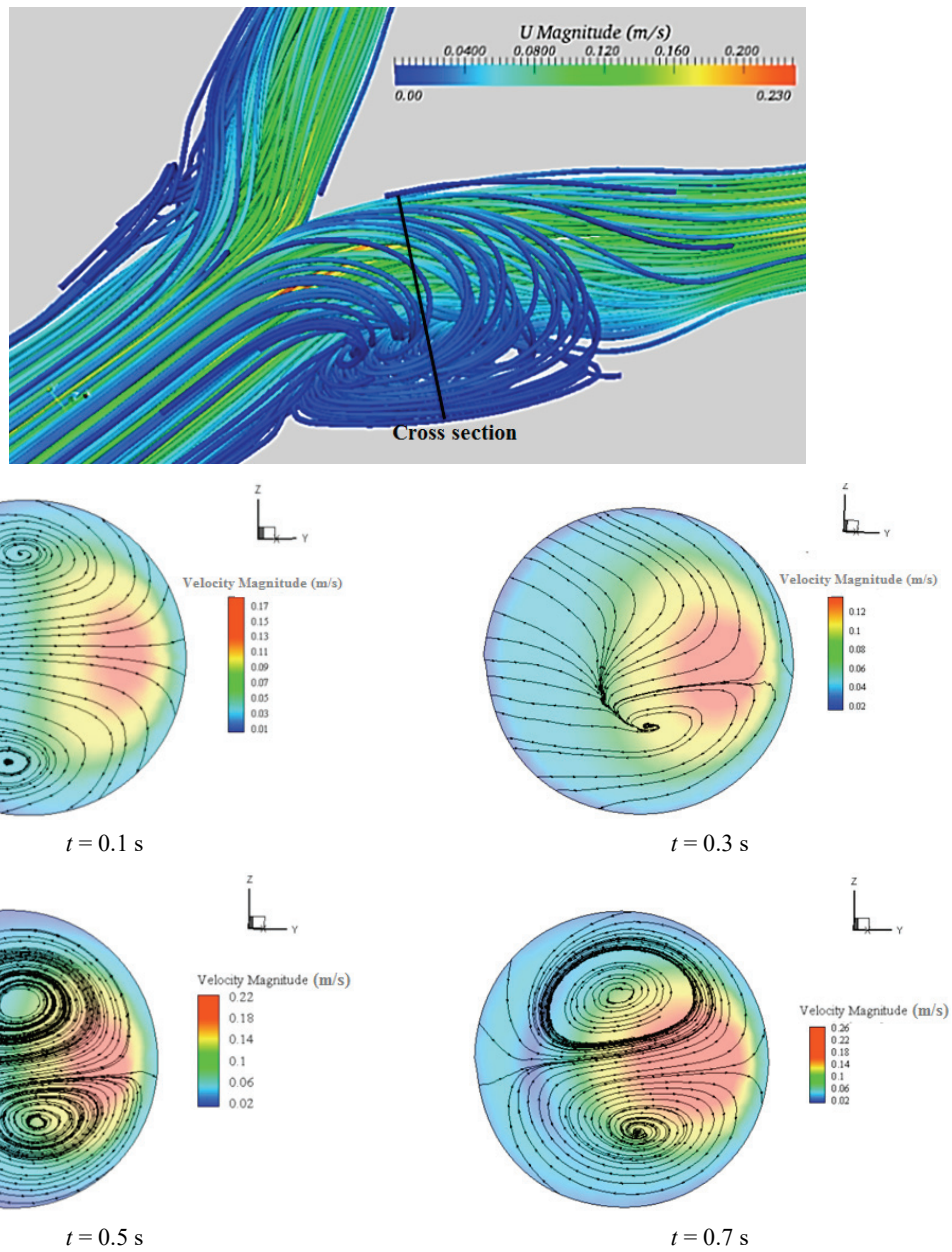 U Magnitude (m/s)
0.0400 0.0800 0.120 0.160 0.200
0.00 0.230
Cross section
Z
X
Y
Velocity Magnitude (m/s)
0.17
0.15
0.13
0.11
0.09
0.07
0.05
0.03
0.01
Z
X
Y
Velocity Magnitude (m/s)
0.12
0.1
0.08
0.06
0.04
0.02
t = 0.1 s
t = 0.3 s
Z
X
Y
Velocity Magnitude (m/s)
0.22
0.18
0.14
0.1
0.06
0.02
Z
X
Y
Velocity Magnitude (m/s)
0.26
0.22
0.18
0.14
0.1
0.06
0.02
t = 0.5 s
t = 0.7 s